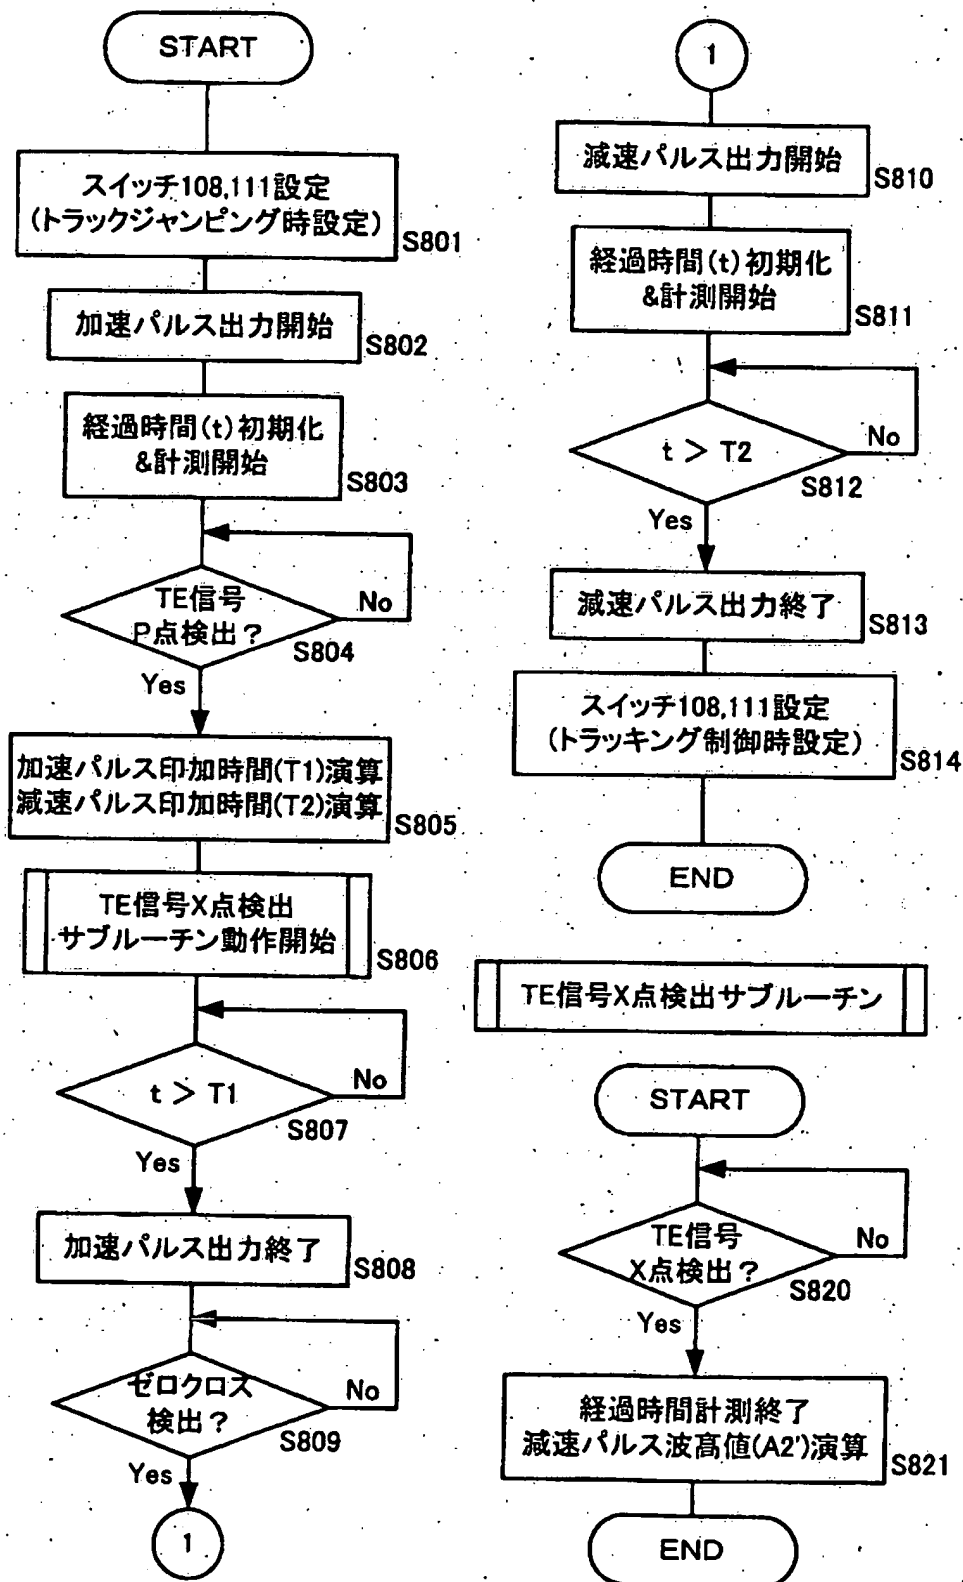 START
スイッチ108,111設定
(トラックジャンピング時設定)
S801
加速パルス出力開始
S802
経過時間(t)初期化
&計測開始
S803
TE信号
P点検出?
No
S804
Yes
加速パルス印加時間(T1)演算
減速パルス印加時間(T2)演算
S805
TE信号X点検出
サブルーチン動作開始
S806
t > T1
No
S807
Yes
加速パルス出力終了
S808
ゼロクロス
検出?
No
S809
Yes
1
1
減速パルス出力開始
S810
経過時間(t)初期化
&計測開始
S811
t > T2
No
S812
Yes
減速パルス出力終了
S813
スイッチ108,111設定
(トラッキング制御時設定)
S814
END
TE信号X点検出サブルーチン
START
TE信号
X点検出?
No
S820
Yes
経過時間計測終了
減速パルス波高値(A2')演算
S821
END